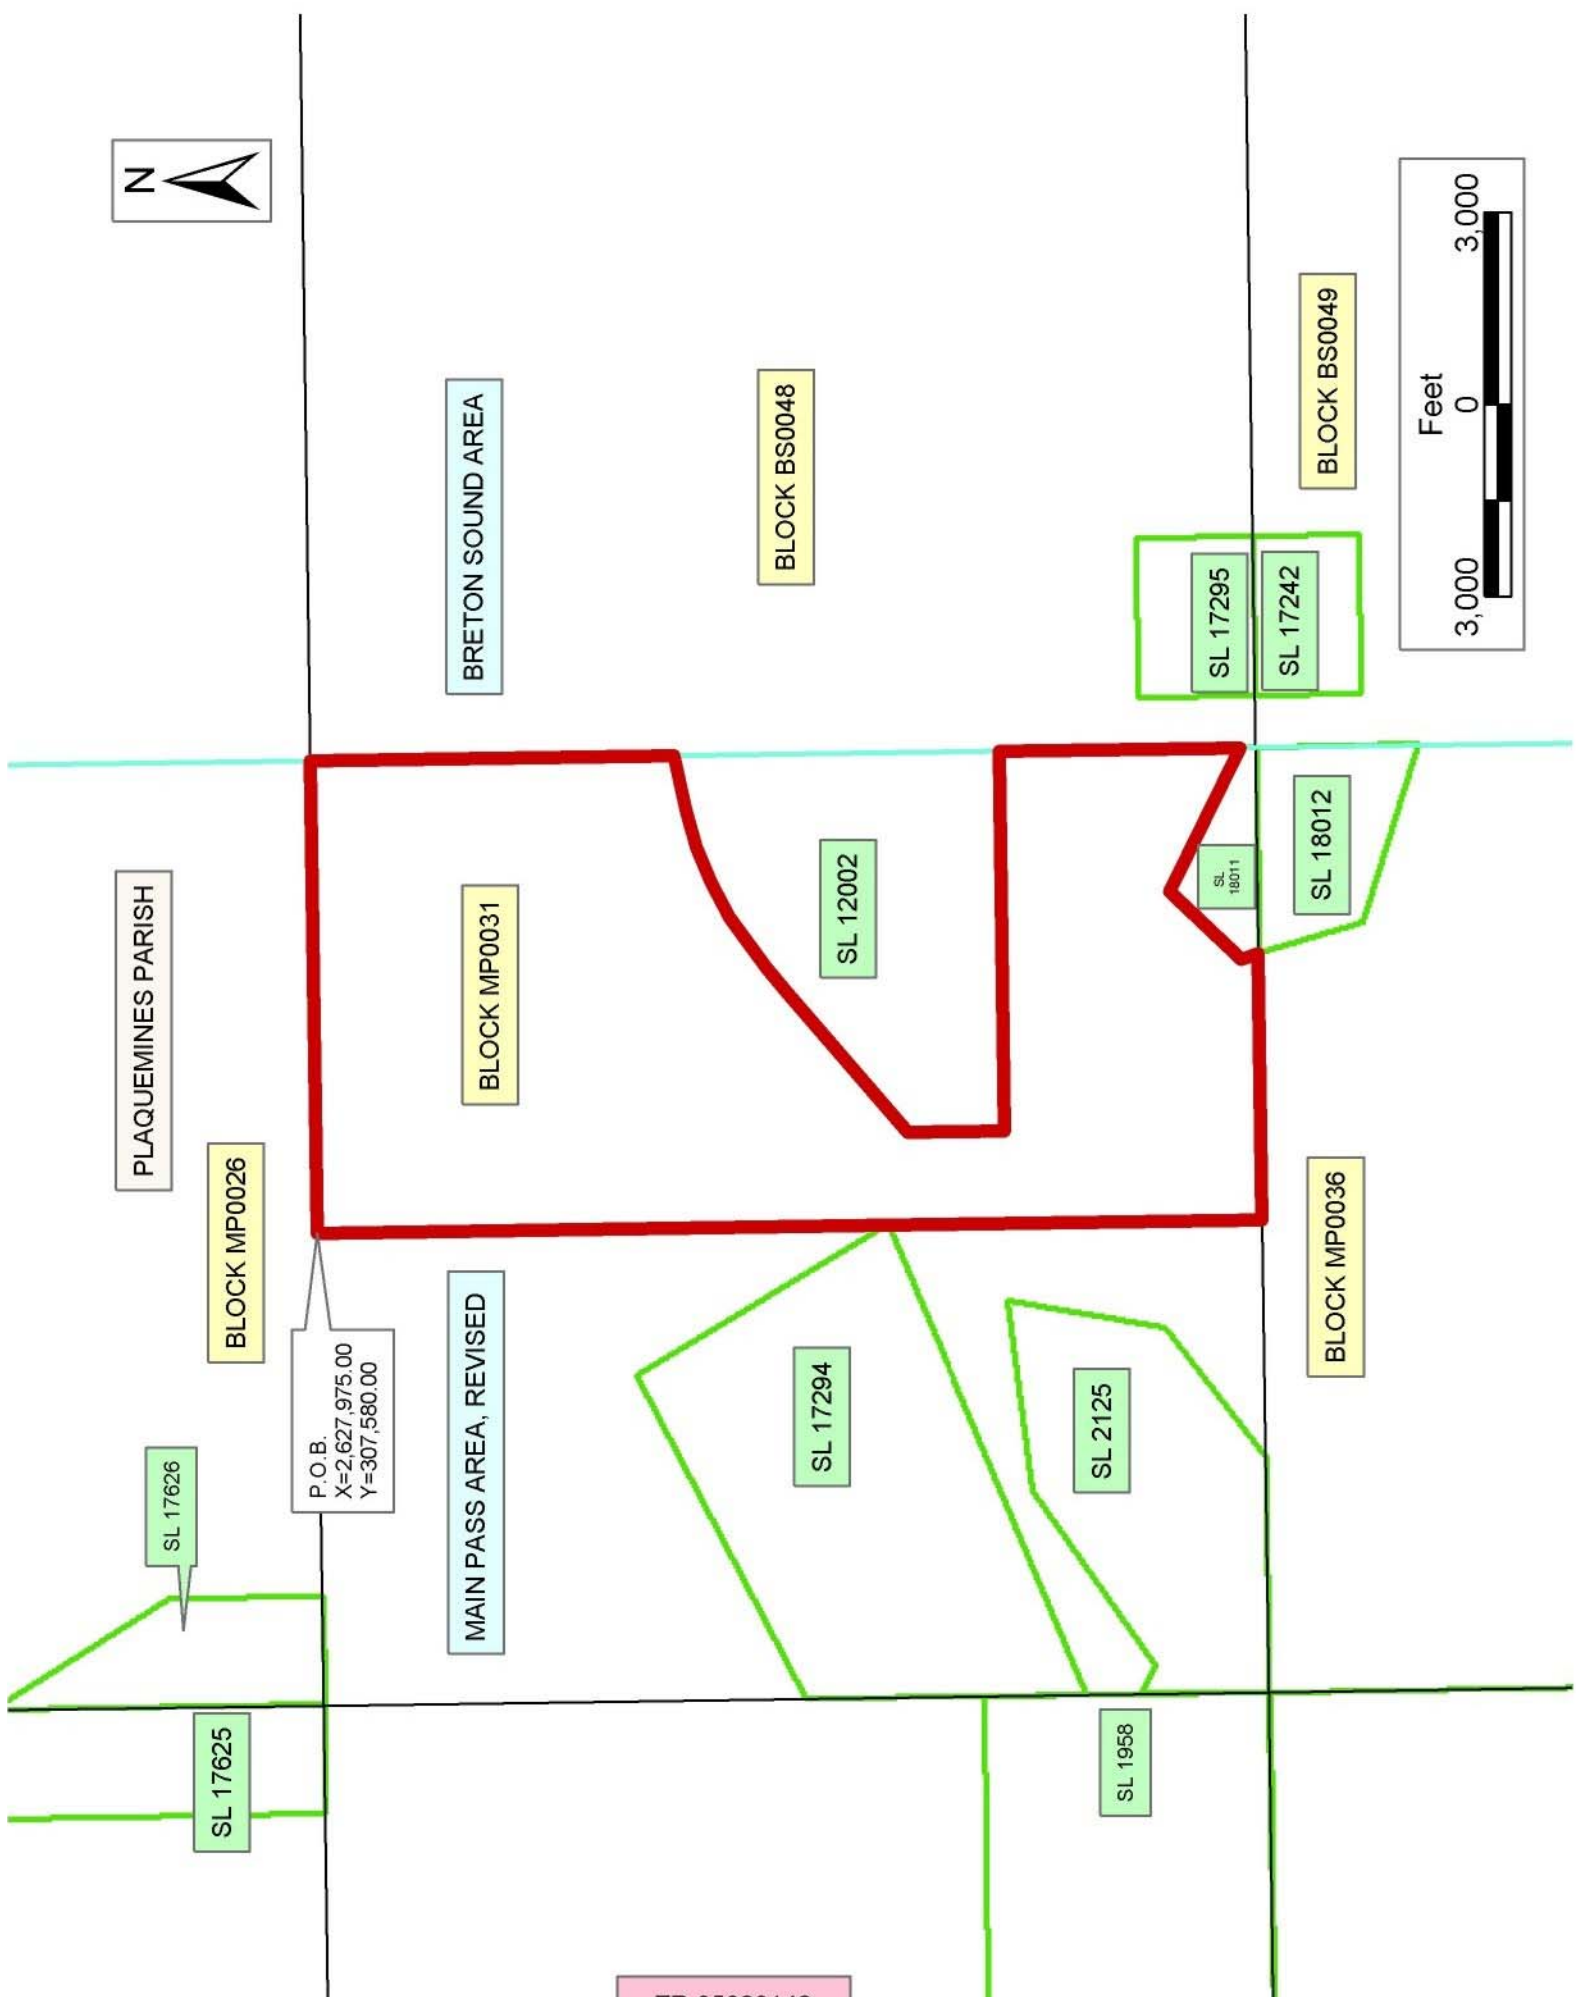 N
PLAQUEMINES PARISH
BLOCK MP0026
SL 17626
SL 17625
P.O.B.
X=2,627,975.00
Y=307,580.00
MAIN PASS AREA, REVISED
BLOCK MP0031
BRETON SOUND AREA
BLOCK BS0048
SL 12002
SL 17294
SL 2125
SL 1958
SL
18011
SL 17295
SL 17242
SL 18012
BLOCK MP0036
BLOCK BS0049
Feet
3,000
0
3,000